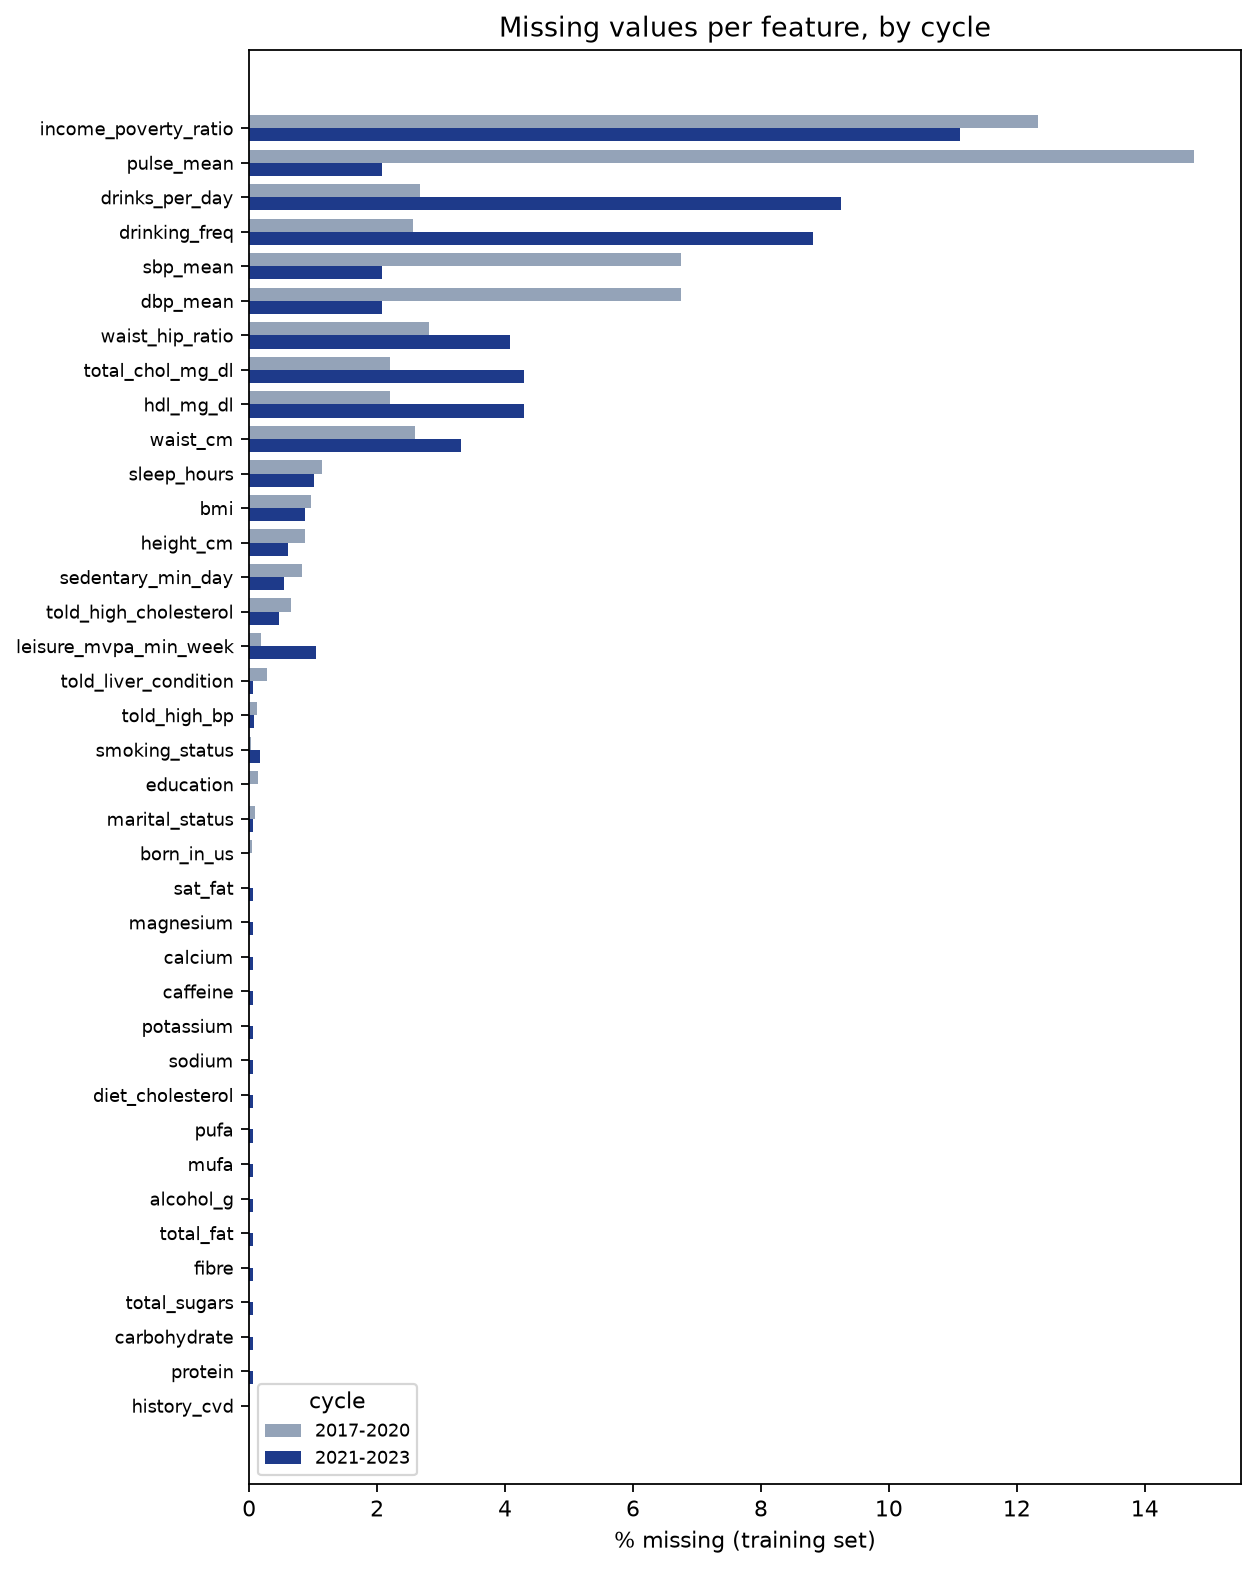 Missing values per feature, by cycle
income_poverty_ratio
pulse_mean
drinks_per_day
drinking_freq
sbp_mean
dbp_mean
waist_hip_ratio
total_chol_mg_dl
hdl_mg_dl
waist_cm
sleep_hours
bmi
height_cm
sedentary_min_day
told_high_cholesterol
leisure_mvpa_min_week
told_liver_condition
told_high_bp
smoking_status
education
marital_status
born_in_us
sat_fat
magnesium
calcium
caffeine
potassium
sodium
diet_cholesterol
pufa
mufa
alcohol_g
total_fat
fibre
total_sugars
carbohydrate
protein
history_cvd
cycle
2017-2020
2021-2023
0 2 4 6 8 10 12 14
% missing (training set)